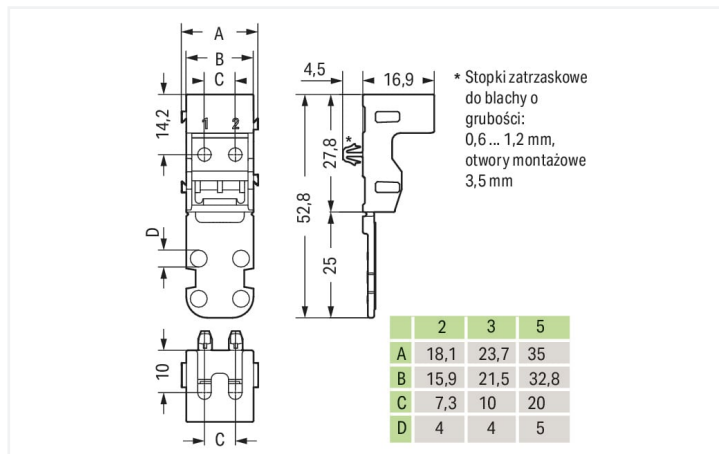 A
B
C
4,5
16,9
14,2
1 2
*
27,8
52,8
D
25
10
C
* Stopki zatrzaskowe
do blachy o
grubości:
0,6 ... 1,2 mm,
otwory montażowe
3,5 mm
2 3 5
A 18,1 23,7 35
B 15,9 21,5 32,8
C 7,3 10 20
D 4 4 5